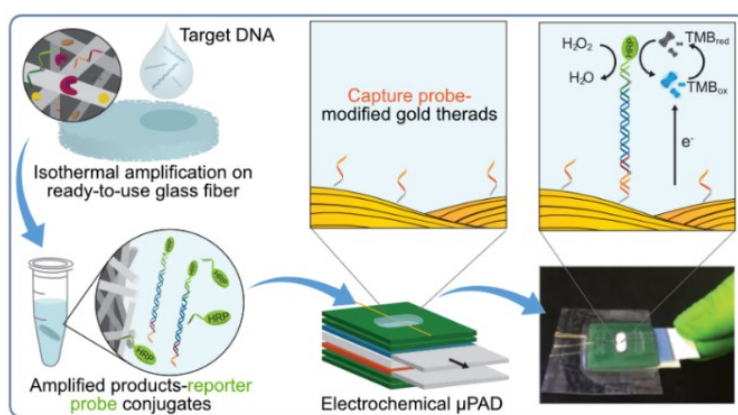 Target DNA
Isothermal amplification on
ready-to-use glass fiber
Capture probe-
modified gold therads
H₂O₂
H₂O
HRP
TMBred
TMBox
e⁻
HRP
HRP
HRP
Amplified products-reporter
probe conjugates
Electrochemical µPAD